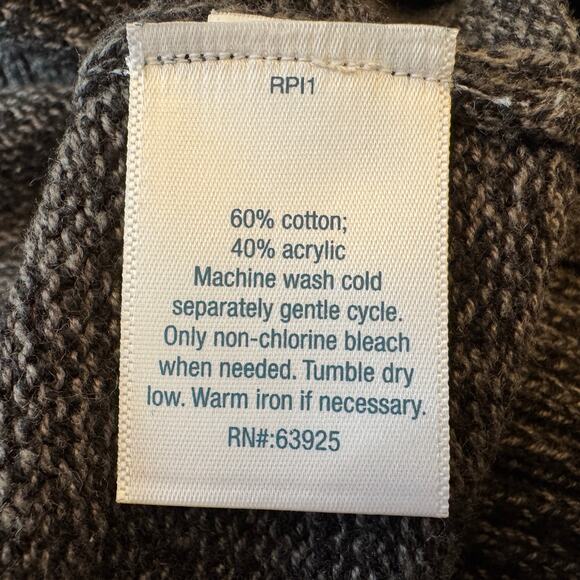 RPI1
60% cotton;
40% acrylic
Machine wash cold
separately gentle cycle.
Only non-chlorine bleach
when needed. Tumble dry
low. Warm iron if necessary.
RN#:63925